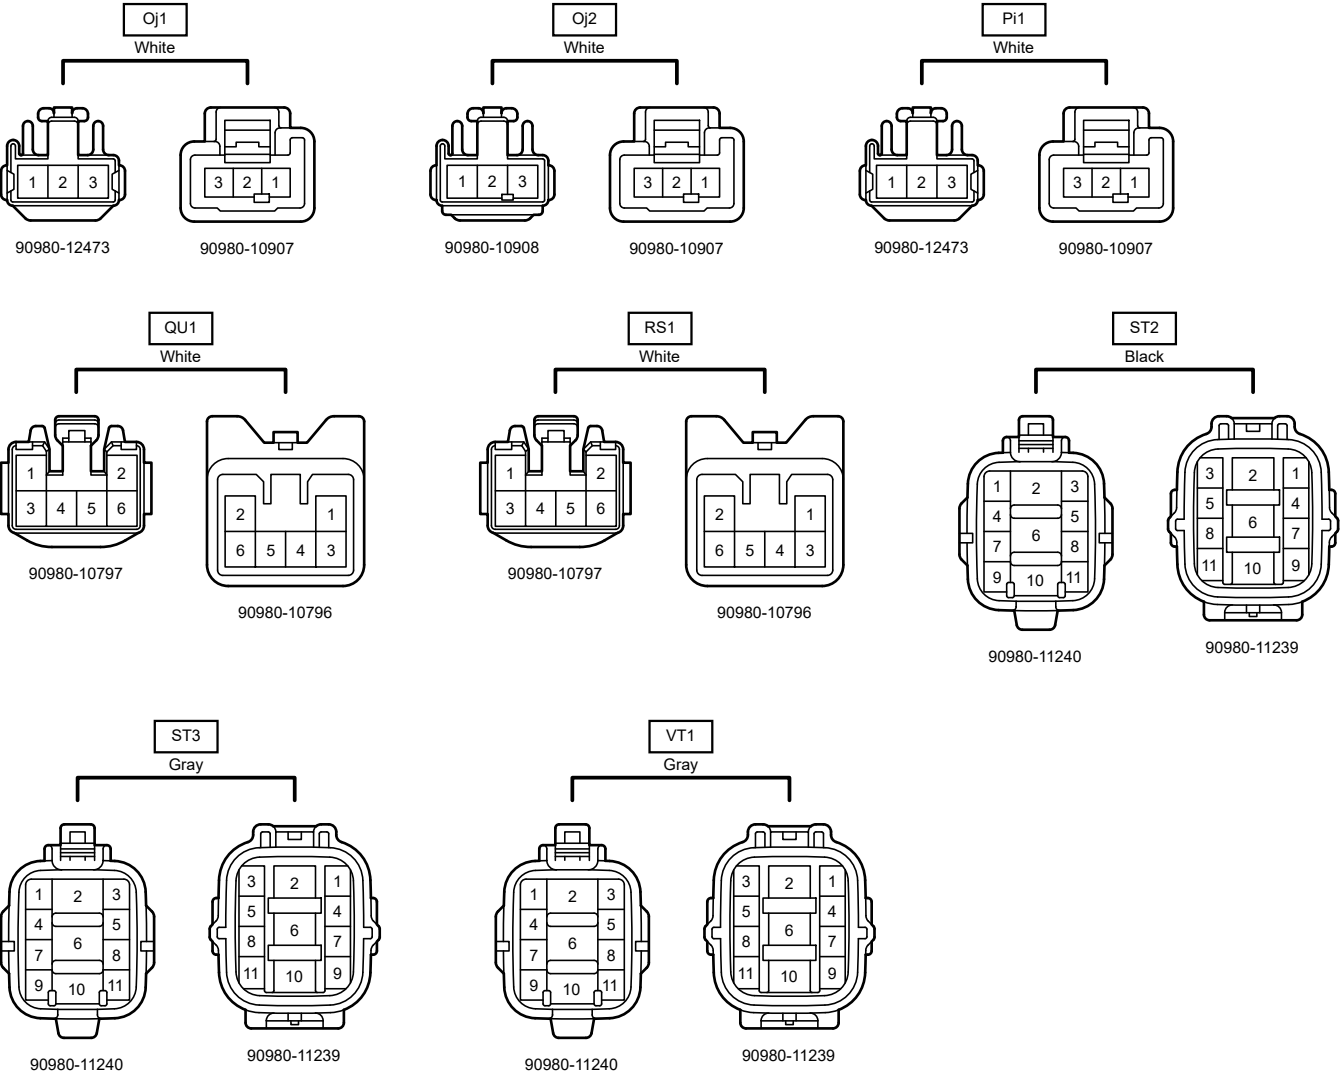 Oj1
White
1 2 3
3 2 1
90980-12473
90980-10907
Oj2
White
1 2 3
3 2 1
90980-10908
90980-10907
Pi1
White
1 2 3
3 2 1
90980-12473
90980-10907
QU1
White
1 2
3 4 5 6
2 1
6 5 4 3
90980-10797
90980-10796
RS1
White
1 2
3 4 5 6
2 1
6 5 4 3
90980-10797
90980-10796
ST2
Black
1 2 3
4 5
6
7 8
9 10 11
3 2 1
5 4
6
8 7
11 10 9
90980-11240
90980-11239
ST3
Gray
1 2 3
4 5
6
7 8
9 10 11
3 2 1
5 4
6
8 7
11 10 9
90980-11240
90980-11239
VT1
Gray
1 2 3
4 5
6
7 8
9 10 11
3 2 1
5 4
6
8 7
11 10 9
90980-11240
90980-11239